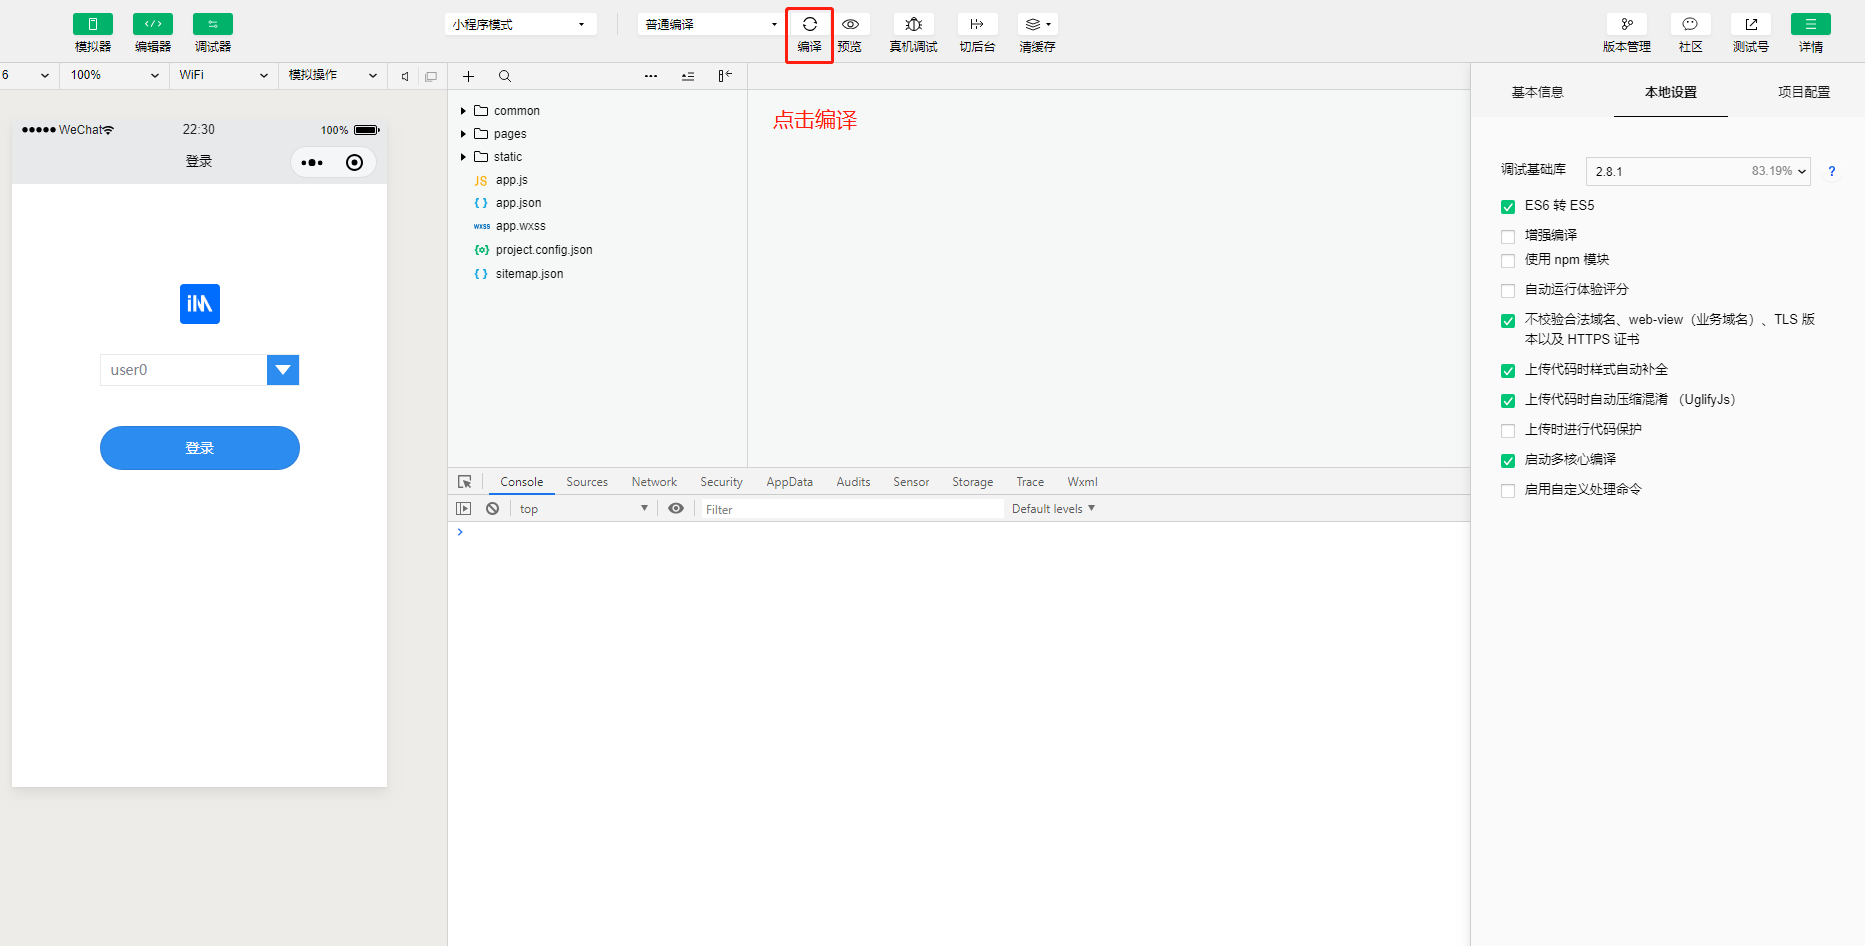 模拟器
编辑器
调试器
小程序模式
普通编译
编译
预览
真机调试
切后台
清缓存
版本管理
社区
测试号
详情
6
100%
WiFi
模拟操作
WeChat
22:30
100%
登录
iM
user0
登录
common
pages
static
JS app.js
{ } app.json
wxss app.wxss
{o} project.config.json
{ } sitemap.json
点击编译
Console
Sources
Network
Security
AppData
Audits
Sensor
Storage
Trace
Wxml
top
Filter
Default levels
基本信息
本地设置
项目配置
调试基础库
2.8.1
83.19%
?
ES6 转 ES5
增强编译
使用 npm 模块
自动运行体验评分
不校验合法域名、web-view（业务域名）、TLS 版
本以及 HTTPS 证书
上传代码时样式自动补全
上传代码时自动压缩混淆 （UglifyJs）
上传时进行代码保护
启动多核心编译
启用自定义处理命令